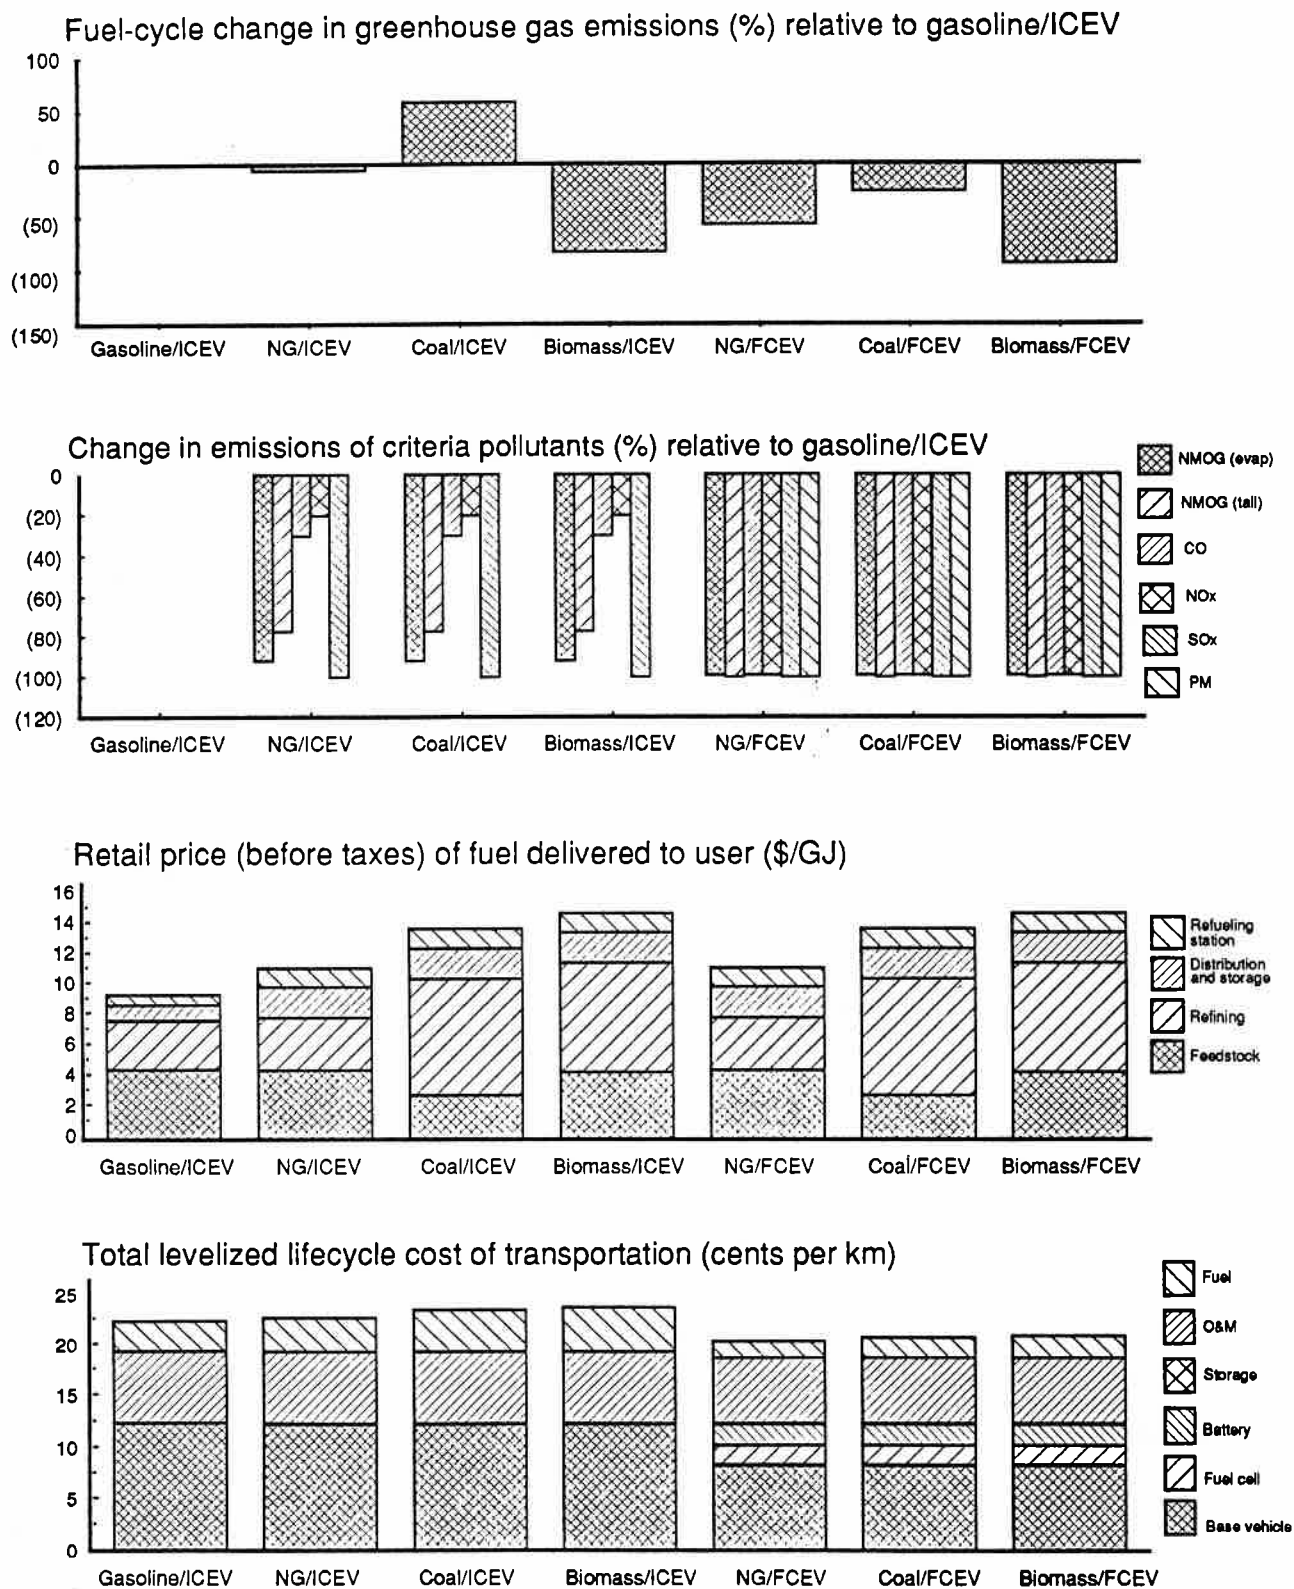 Fuel-cycle change in greenhouse gas emissions (%) relative to gasoline/ICEV
100
50
0
(50)
(100)
(150)
Gasoline/ICEV NG/ICEV Coal/ICEV Biomass/ICEV NG/FCEV Coal/FCEV Biomass/FCEV
Change in emissions of criteria pollutants (%) relative to gasoline/ICEV
0
(20)
(40)
(60)
(80)
(100)
(120)
NMOG (evap)
NMOG (tail)
CO
NOx
SOx
PM
Gasoline/ICEV NG/ICEV Coal/ICEV Biomass/ICEV NG/FCEV Coal/FCEV Biomass/FCEV
Retail price (before taxes) of fuel delivered to user ($/GJ)
16
14
12
10
8
6
4
2
0
Refueling
station
Distribution
and storage
Refining
Feedstock
Gasoline/ICEV NG/ICEV Coal/ICEV Biomass/ICEV NG/FCEV Coal/FCEV Biomass/FCEV
Total levelized lifecycle cost of transportation (cents per km)
25
20
15
10
5
0
Fuel
O&M
Storage
Battery
Fuel cell
Base vehicle
Gasoline/ICEV NG/ICEV Coal/ICEV Biomass/ICEV NG/FCEV Coal/FCEV Biomass/FCEV